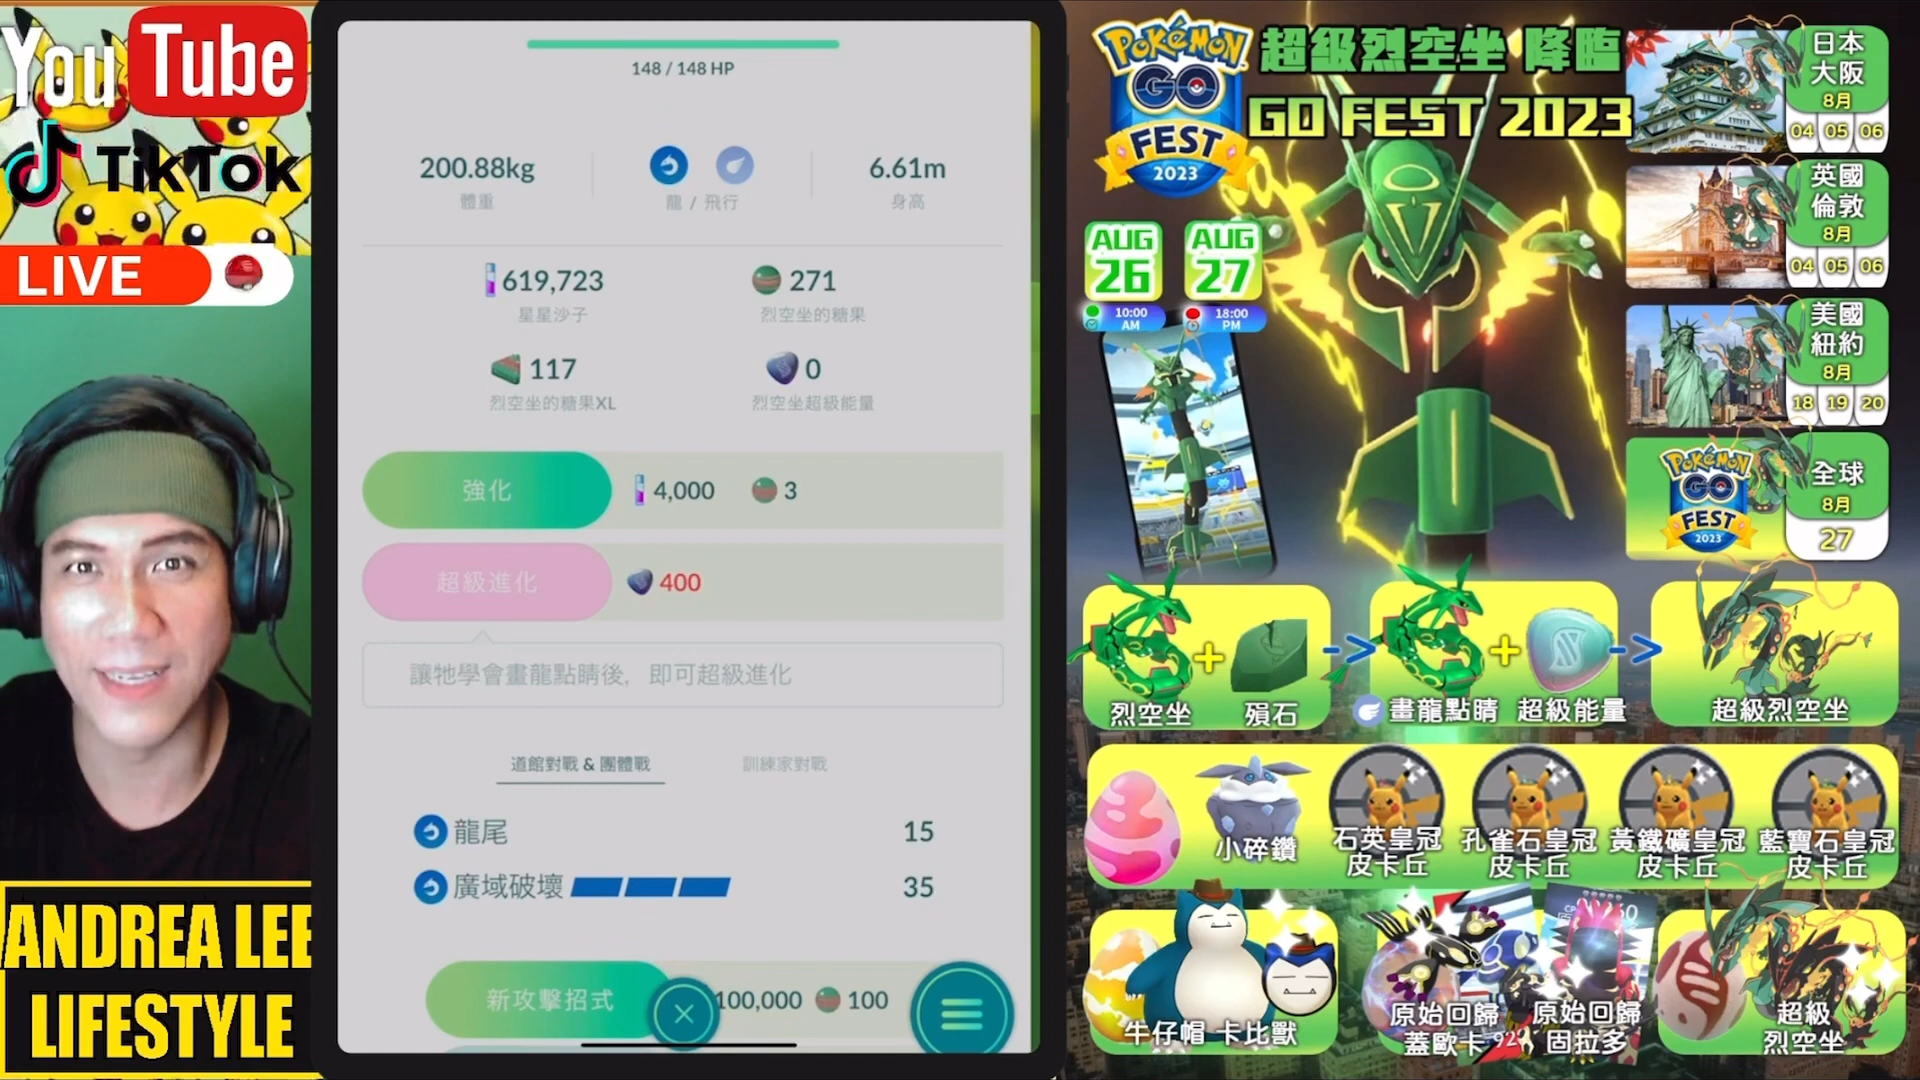 YouTube
TikTok
LIVE
ANDREA LEE
LIFESTYLE
148 / 148 HP
200.88kg
體重
龍 / 飛行
6.61m
身高
619,723
星星沙子
271
烈空坐的糖果
117
烈空坐的糖果XL
0
烈空坐超級能量
強化
4,000
3
超級進化
400
讓牠學會畫龍點睛後, 即可超級進化
道館對戰 & 團體戰
訓練家對戰
龍尾
15
廣域破壞
35
新攻擊招式
100,000
100
POKÉMON
GO
FEST
2023
超級烈空坐 降臨
GO FEST 2023
AUG
26
10:00
AM
AUG
27
18:00
PM
日本
大阪
8月
04 05 06
英國
倫敦
8月
04 05 06
美國
紐約
8月
18 19 20
POKÉMON
GO
FEST
2023
全球
8月
27
烈空坐
+
隕石
->
畫龍點睛
+
超級能量
->
超級烈空坐
小碎鑽
石英皇冠
皮卡丘
孔雀石皇冠
皮卡丘
黃鐵礦皇冠
皮卡丘
藍寶石皇冠
皮卡丘
牛仔帽 卡比獸
原始回歸
蓋歐卡
原始回歸
固拉多
超級
烈空坐